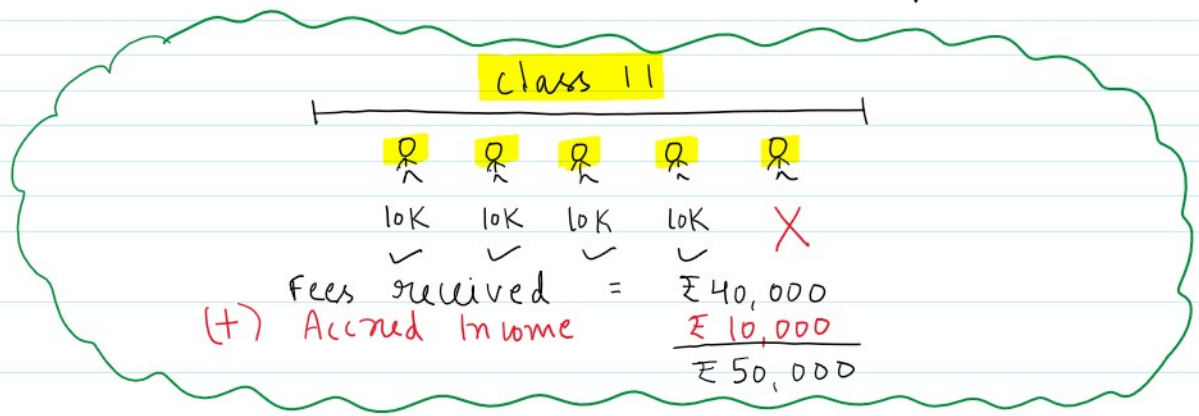 class 11
10K 10K 10K 10K X
✓ ✓ ✓ ✓
Fees received = ₹40,000
(+) Accrued Income ₹ 10,000
₹ 50,000